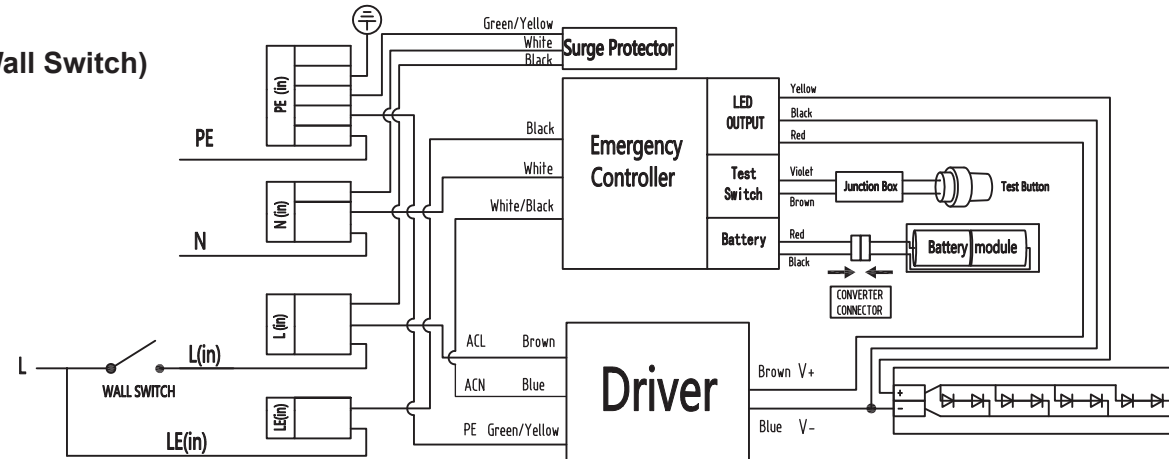 Wall Switch)
PE (in)
PE
Green/Yellow
White
Black
Surge Protector
N (in)
N
Black
White
White/Black
Emergency
Controller
LED
OUTPUT
Yellow
Black
Red
Test
Switch
Violet
Brown
Junction Box
Test Button
Battery
Red
Black
Battery module
CONVERTER
CONNECTOR
L (in)
L
L(in)
WALL SWITCH
LE(in)
LE(in)
ACL Brown
ACN Blue
PE Green/Yellow
Driver
Brown V+
Blue V-
+
-